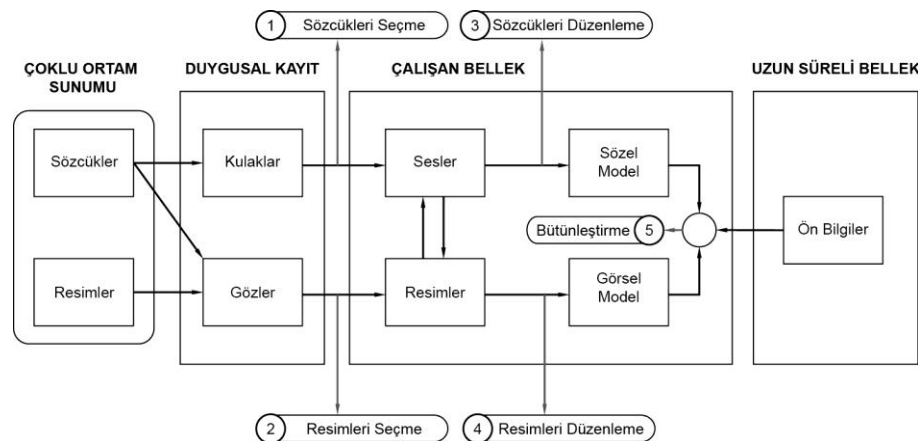 1 Sözcükleri Seçme
3 Sözcükleri Düzenleme
ÇOKLU ORTAM
SUNUMU
DUYGUSAL KAYIT
ÇALIŞAN BELLEK
UZUN SÜRELİ BELLEK
Sözcükler
Kulaklar
Sesler
Sözel
Model
Bütünleştirme 5
Ön Bilgiler
Resimler
Gözler
Resimler
Görsel
Model
2 Resimleri Seçme
4 Resimleri Düzenleme